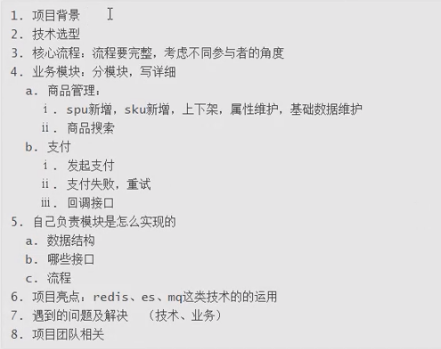 1. 项目背景
2. 技术选型
3. 核心流程：流程要完整，考虑不同参与者的角度
4. 业务模块：分模块，写详细
a. 商品管理：
ⅰ. spu新增，sku新增，上下架，属性维护，基础数据维护
ⅱ. 商品搜索
b. 支付
ⅰ. 发起支付
ⅱ. 支付失败，重试
ⅲ. 回调接口
5. 自己负责模块是怎么实现的
a. 数据结构
b. 哪些接口
c. 流程
6. 项目亮点：redis、es、mq这类技术的的运用
7. 遇到的问题及解决 （技术、业务）
8. 项目团队相关